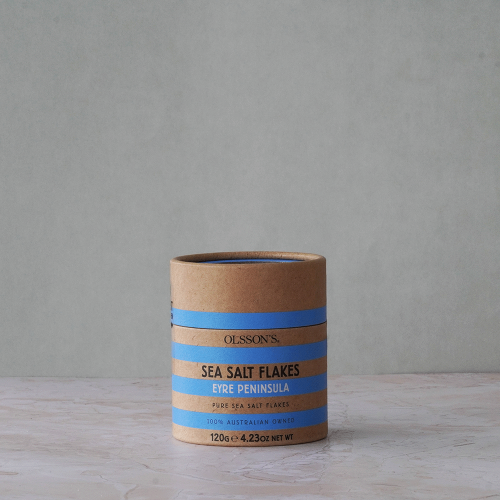 OLSSON'S.
SEA SALT FLAKES
EYRE PENINSULA
PURE SEA SALT FLAKES
100% AUSTRALIAN OWNED
120G ℮ 4.23OZ NET WT